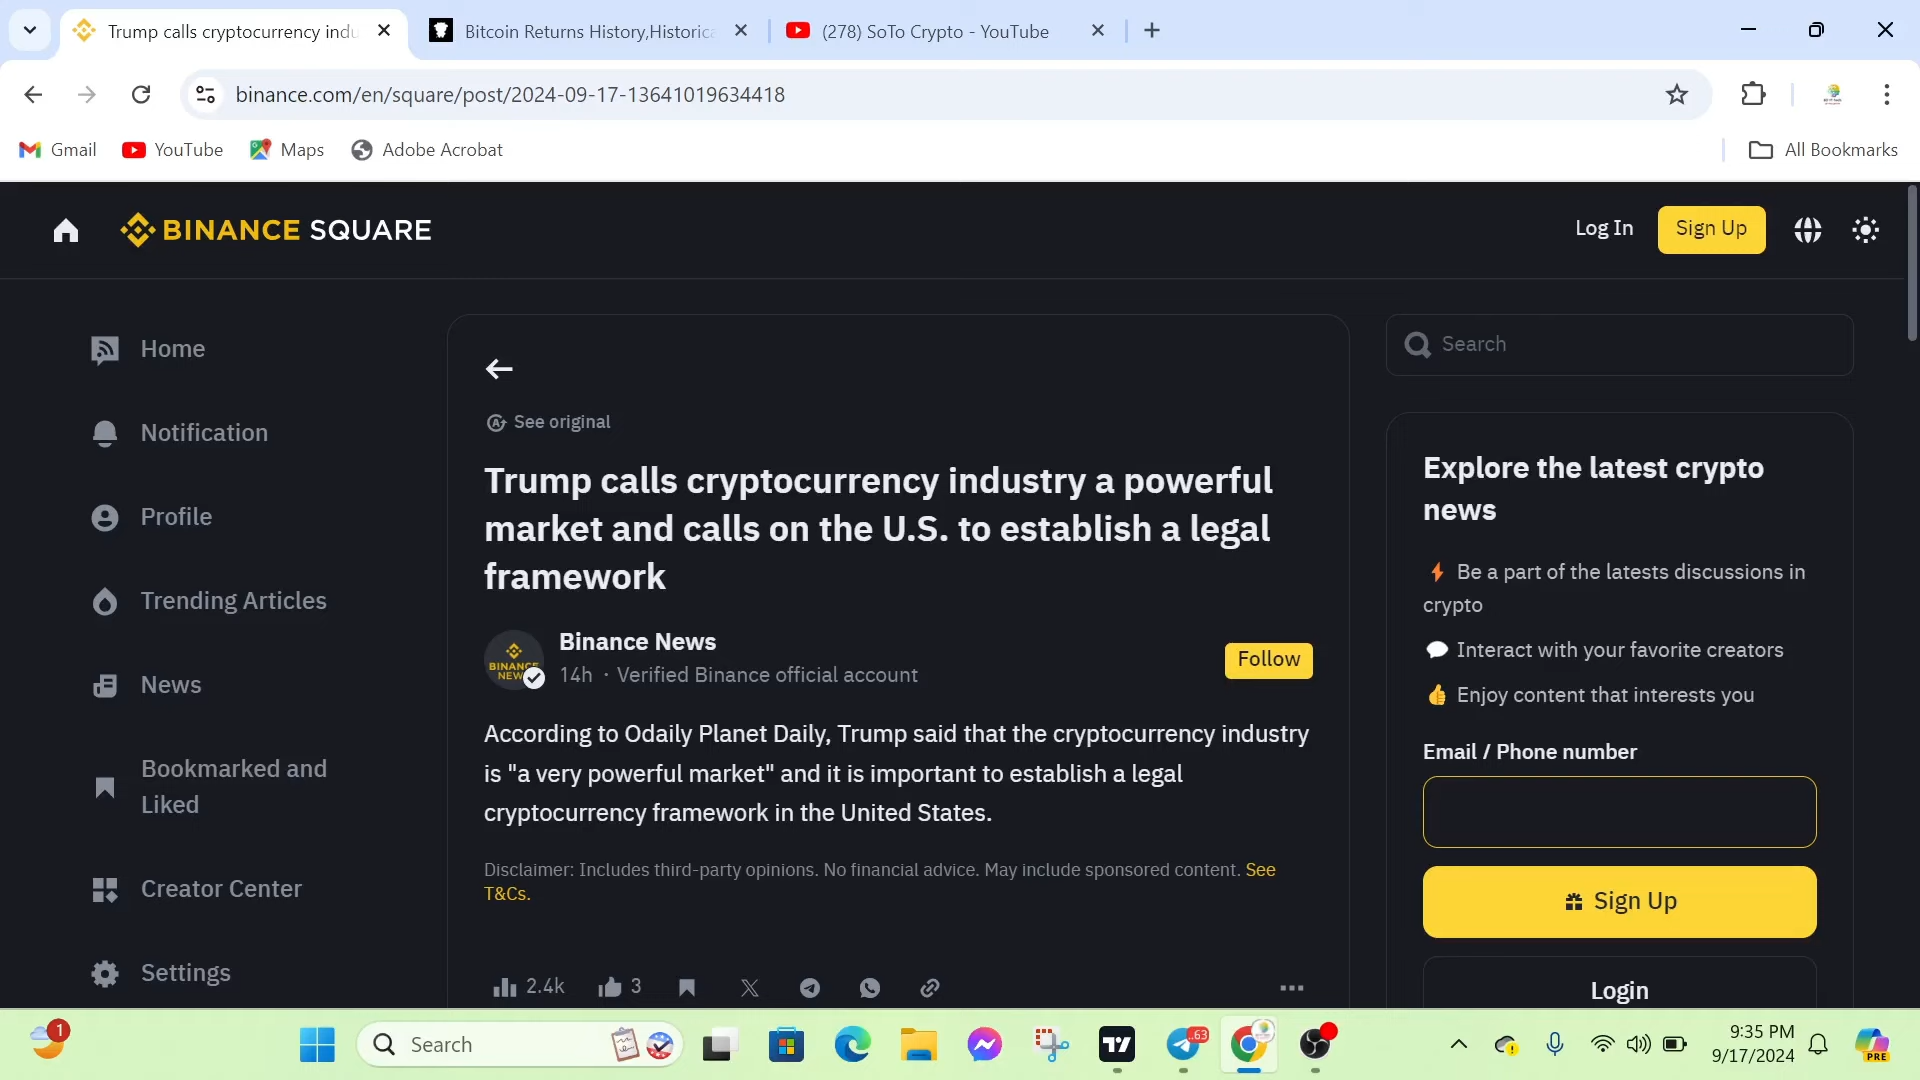 Trump calls cryptocurrency indu
Bitcoin Returns History,Historica
(278) SoTo Crypto - YouTube
binance.com/en/square/post/2024-09-17-13641019634418
Gmail
YouTube
Maps
Adobe Acrobat
All Bookmarks
BINANCE SQUARE
Log In
Sign Up
Home
Notification
Profile
Trending Articles
News
Bookmarked and
Liked
Creator Center
Settings
See original
Trump calls cryptocurrency industry a powerful
market and calls on the U.S. to establish a legal
framework
BINANCE
NEWS
Binance News
14h · Verified Binance official account
Follow
According to Odaily Planet Daily, Trump said that the cryptocurrency industry
is "a very powerful market" and it is important to establish a legal
cryptocurrency framework in the United States.
Disclaimer: Includes third-party opinions. No financial advice. May include sponsored content. See
T&Cs.
2.4k
3
Search
Explore the latest crypto
news
Be a part of the latests discussions in
crypto
Interact with your favorite creators
Enjoy content that interests you
Email / Phone number
Sign Up
Login
1
Search
..63
9:35 PM
9/17/2024
PRE